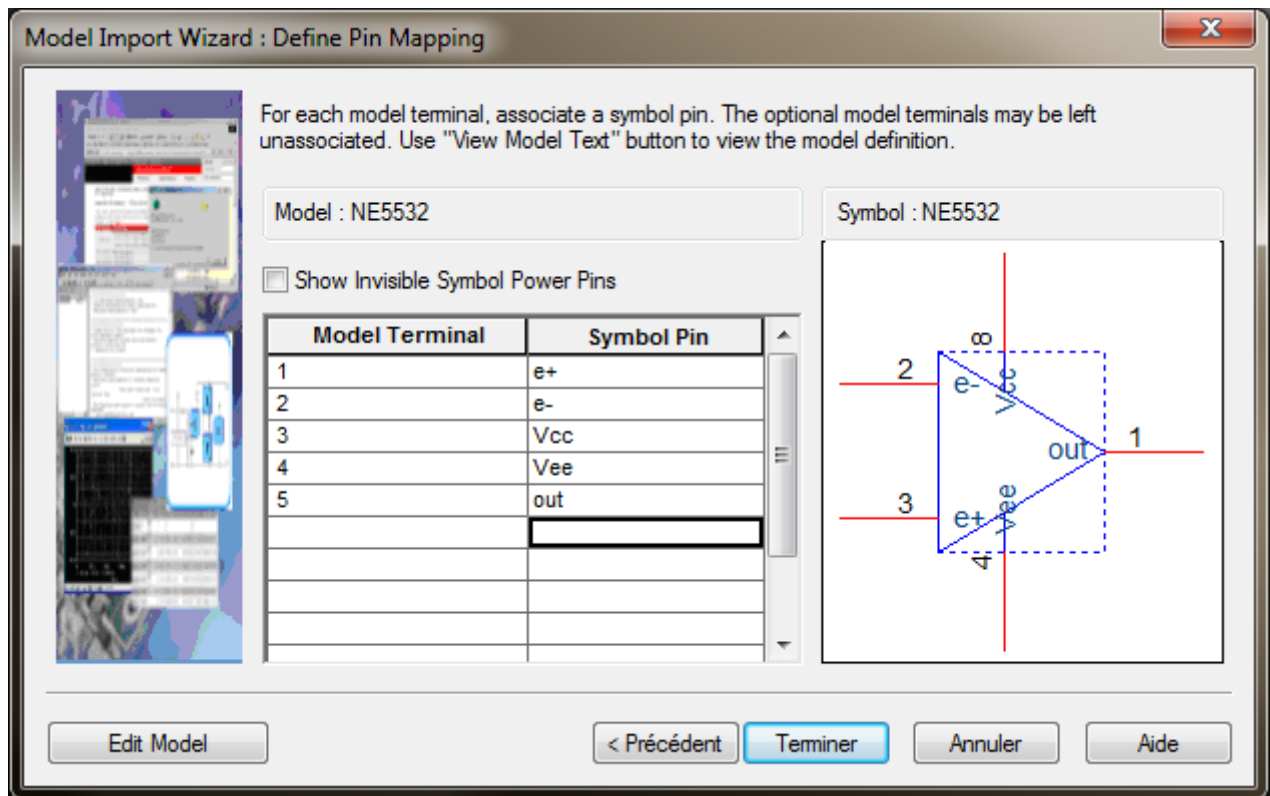 Model Import Wizard : Define Pin Mapping
For each model terminal, associate a symbol pin. The optional model terminals may be left
unassociated. Use "View Model Text" button to view the model definition.
Model : NE5532
Symbol : NE5532
Show Invisible Symbol Power Pins
Model Terminal Symbol Pin
1 e+
2 e-
3 Vcc
4 Vee
5 out
8
Vcc
2 e-
out 1
3 e+
Vee
4
Edit Model
< Précédent
Terminer
Annuler
Aide